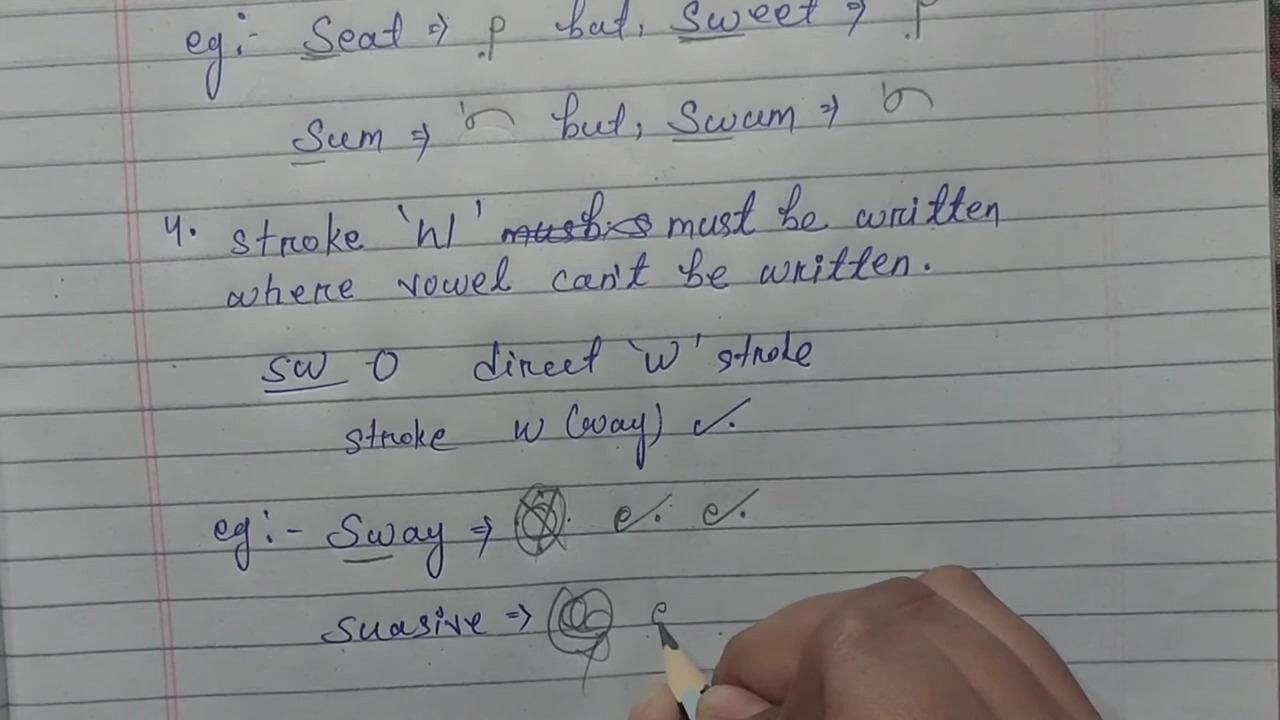 eg:- Seat ⇒ but, Sweet ⇒
Sum ⇒ but, Swam ⇒
4. stroke 'W' must be written
where vowel can't be written.
SW O direct 'W' stroke
stroke W (way)
eg:- Sway ⇒
Suasive ⇒